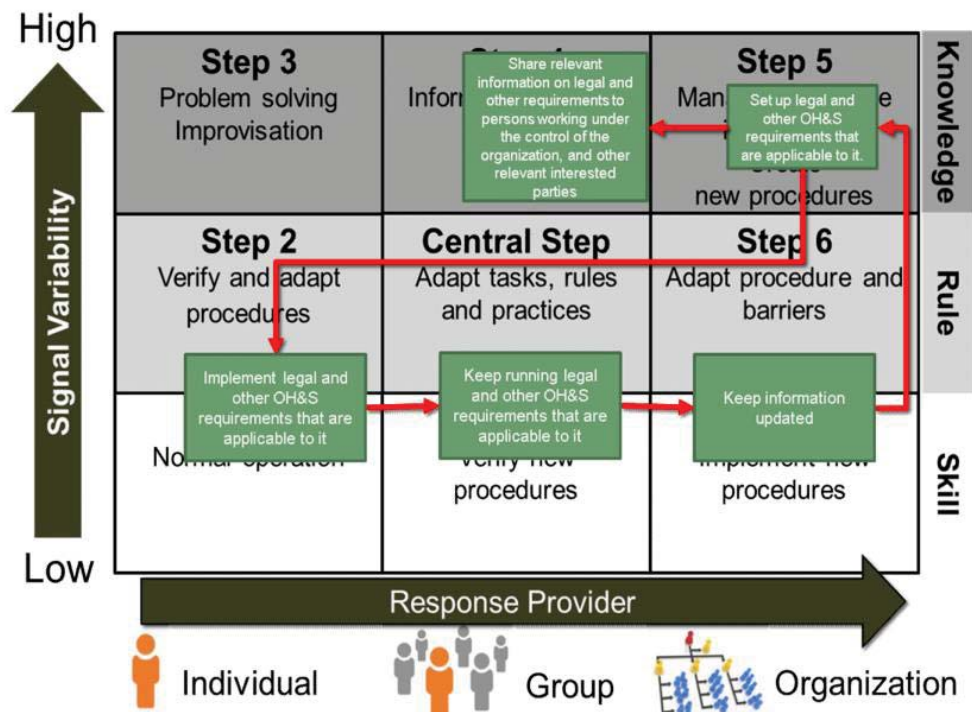 High
Signal Variability
Low
Step 3
Problem solving
Improvisation
Share relevant
information on legal and
other requirements to
persons working under
the control of the
organization, and other
relevant interested
parties
Step 5
Set up legal and
other OH&S
requirements that
are applicable to it.
new procedures
Knowledge
Step 2
Verify and adapt
procedures
Central Step
Adapt tasks, rules
and practices
Step 6
Adapt procedure and
barriers
Rule
Implement legal and
other OH&S
requirements that are
applicable to it
Keep running legal
and other OH&S
requirements that are
applicable to it
Keep information
updated
Normal operation
procedures
Implement new
procedures
Skill
Response Provider
Individual
Group
Organization